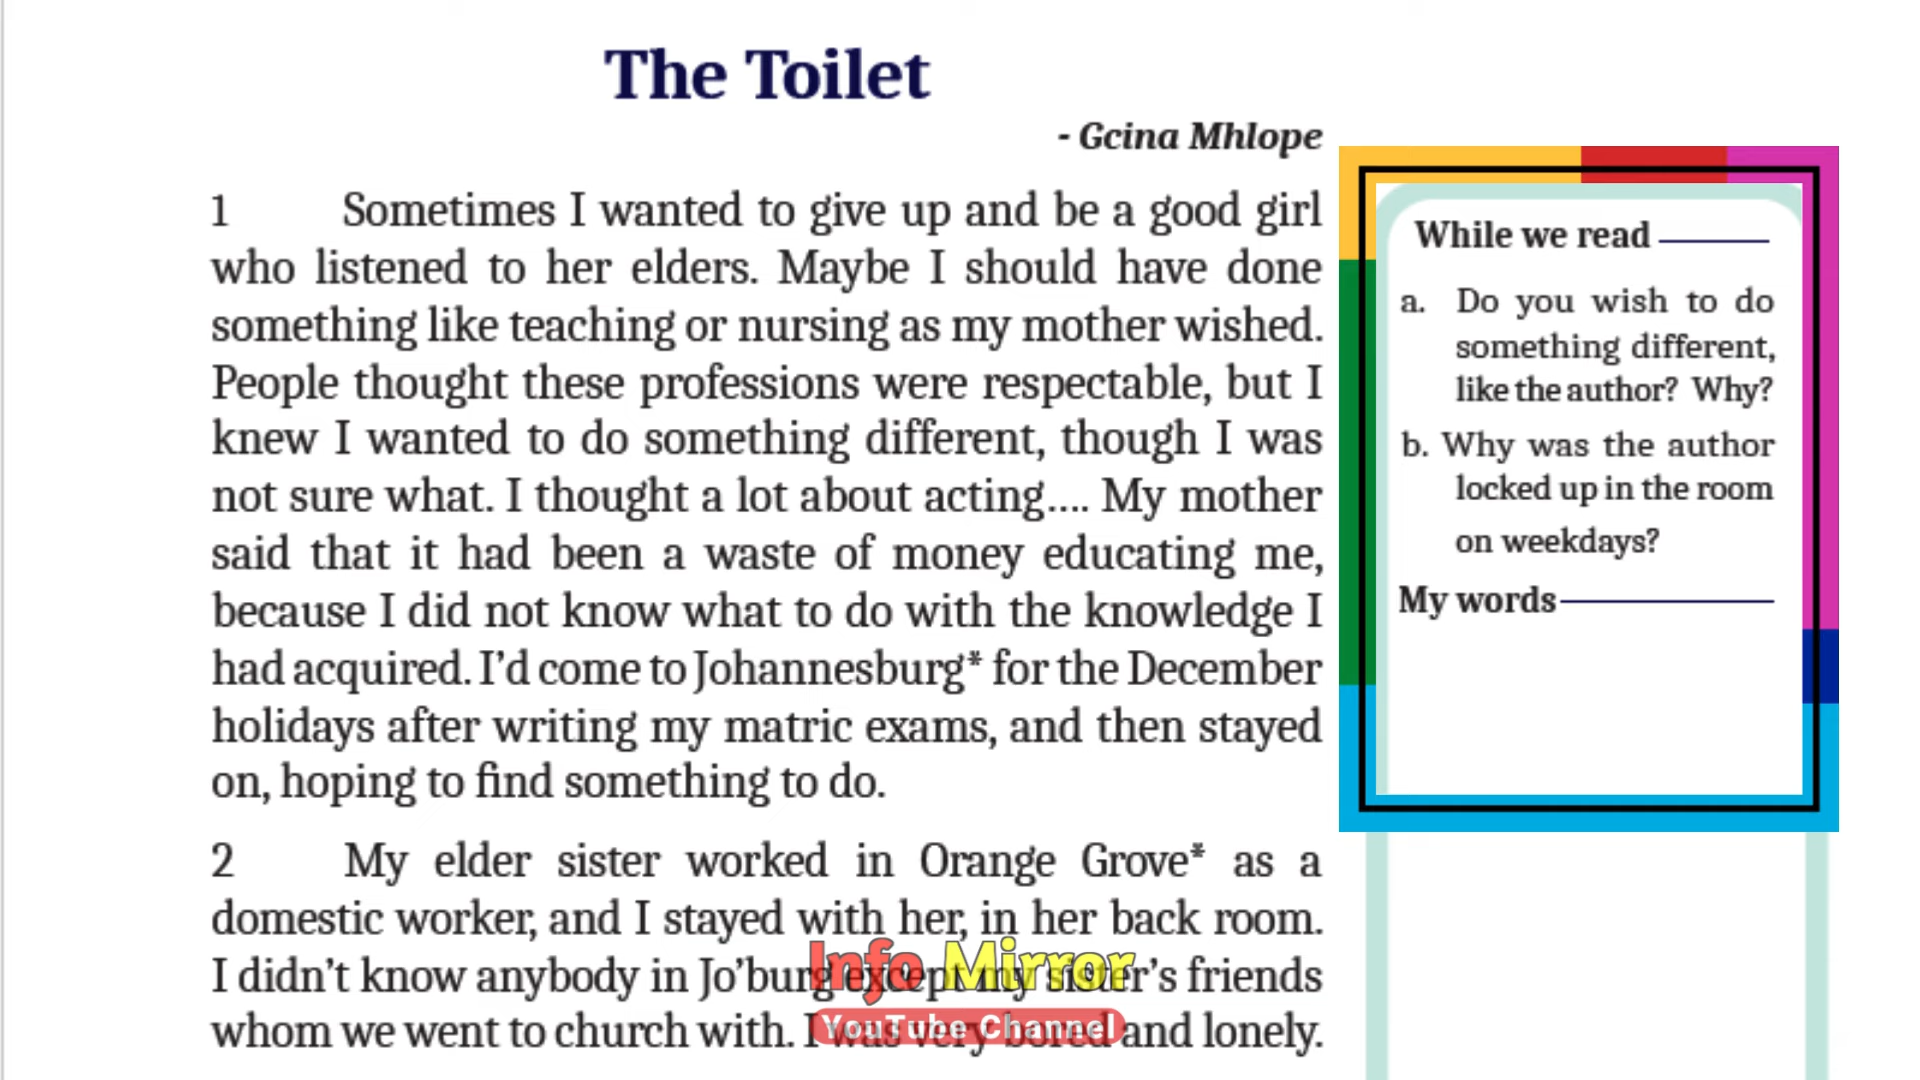 The Toilet
- Gcina Mhlope
1 Sometimes I wanted to give up and be a good girl
who listened to her elders. Maybe I should have done
something like teaching or nursing as my mother wished.
People thought these professions were respectable, but I
knew I wanted to do something different, though I was
not sure what. I thought a lot about acting.... My mother
said that it had been a waste of money educating me,
because I did not know what to do with the knowledge I
had acquired. I’d come to Johannesburg* for the December
holidays after writing my matric exams, and then stayed
on, hoping to find something to do.
2 My elder sister worked in Orange Grove* as a
domestic worker, and I stayed with her, in her back room.
I didn’t know anybody in Jo’burg except my sister’s friends
whom we went to church with. I was very bored and lonely.
Info Mirror
YouTube Channel
While we read
a. Do you wish to do
something different,
like the author? Why?
b. Why was the author
locked up in the room
on weekdays?
My words